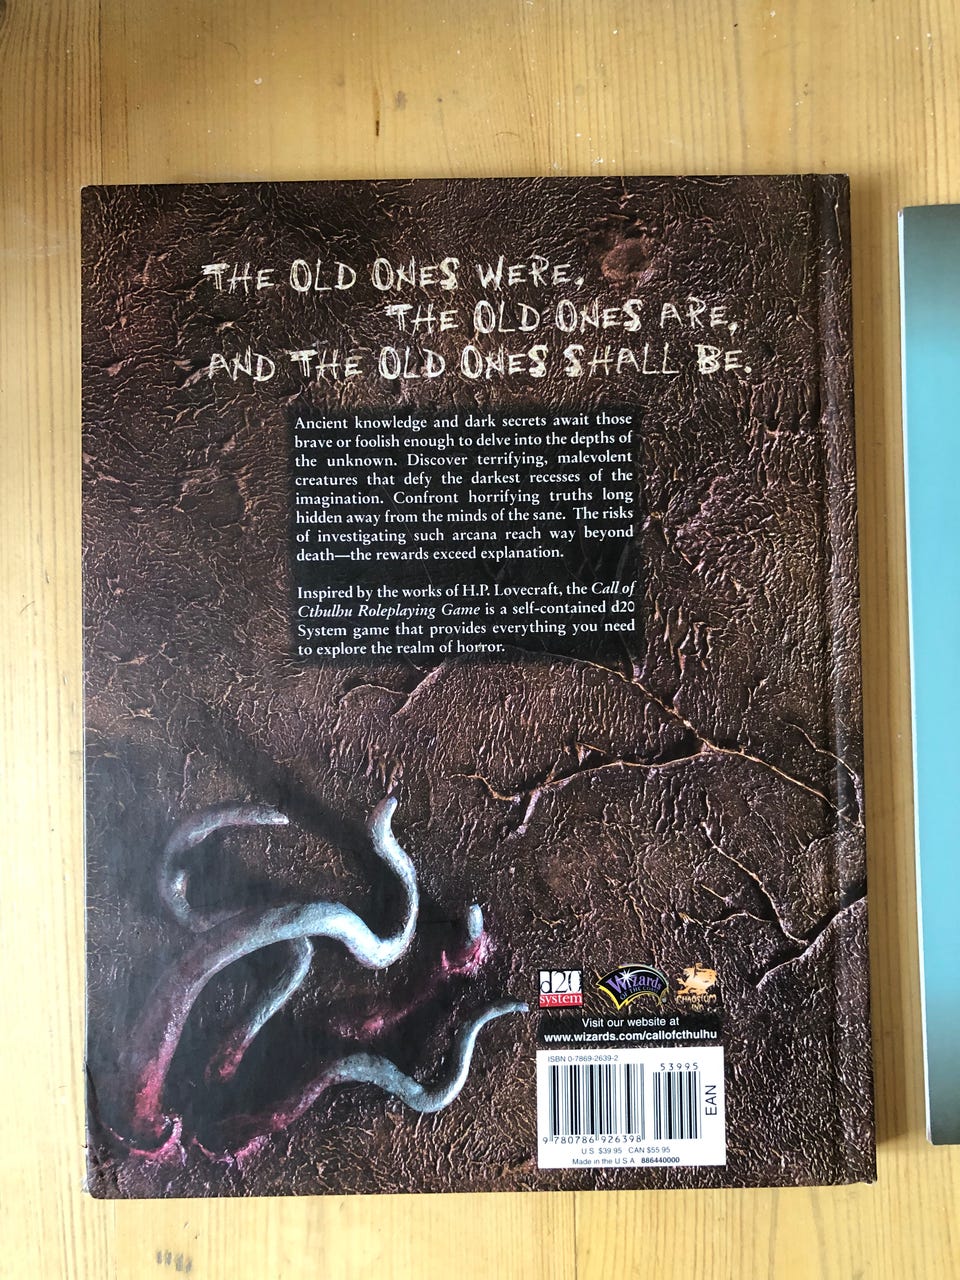 THE OLD ONES WERE,
THE OLD ONES ARE,
AND THE OLD ONES SHALL BE.
Ancient knowledge and dark secrets await those
brave or foolish enough to delve into the depths of
the unknown. Discover terrifying, malevolent
creatures that defy the darkest recesses of the
imagination. Confront horrifying truths long
hidden away from the minds of the sane. The risks
of investigating such arcana reach way beyond
death—the rewards exceed explanation.
Inspired by the works of H.P. Lovecraft, the Call of
Cthulhu Roleplaying Game is a self-contained d20
System game that provides everything you need
to explore the realm of horror.
d20
system
Wizards
OF THE COAST
CHAOSIUM
INC
Visit our website at
www.wizards.com/callofcthulhu
ISBN 0-7869-2639-2
53995
EAN
9 780786 926398
U S $39 95 CAN $55.95
Made in the U S A 886440000